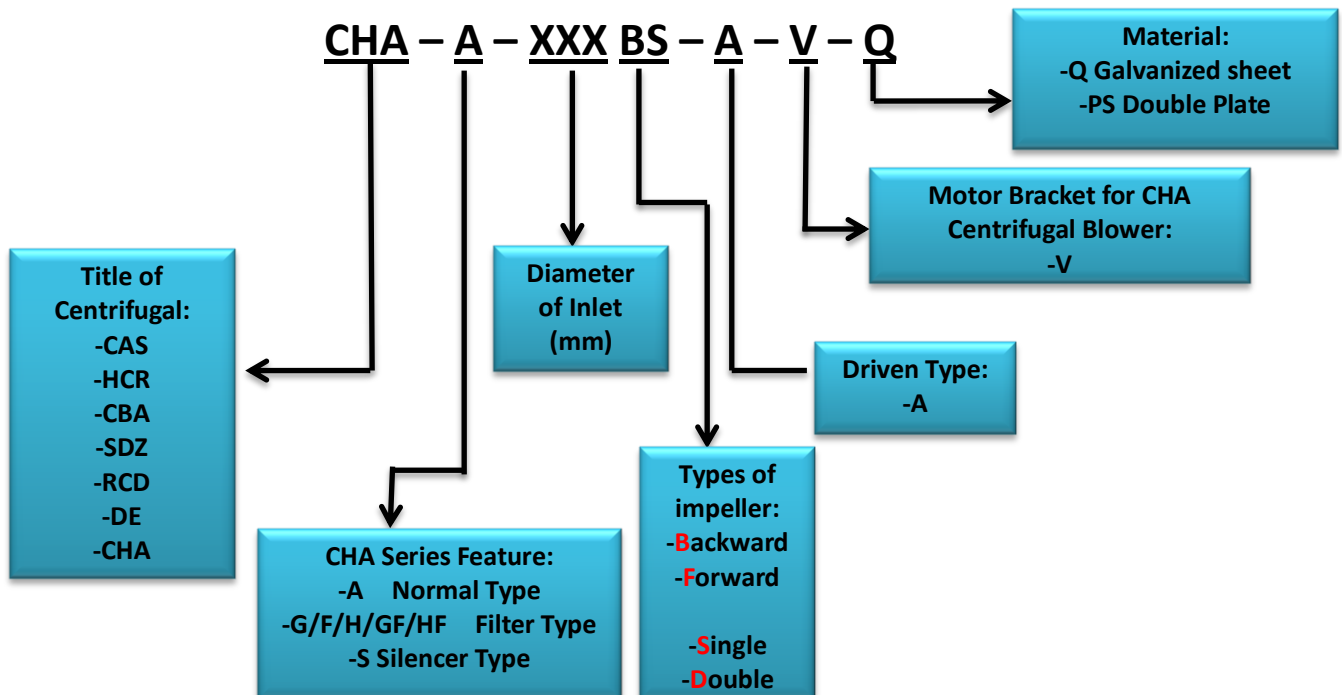 CHA – A – XXX BS – A – V – Q
Material:
-Q Galvanized sheet
-PS Double Plate
Motor Bracket for CHA
Centrifugal Blower:
-V
Title of
Centrifugal:
-CAS
-HCR
-CBA
-SDZ
-RCD
-DE
-CHA
Diameter
of Inlet
(mm)
Driven Type:
-A
CHA Series Feature:
-A Normal Type
-G/F/H/GF/HF Filter Type
-S Silencer Type
Types of
impeller:
-Backward
-Forward
-Single
-Double